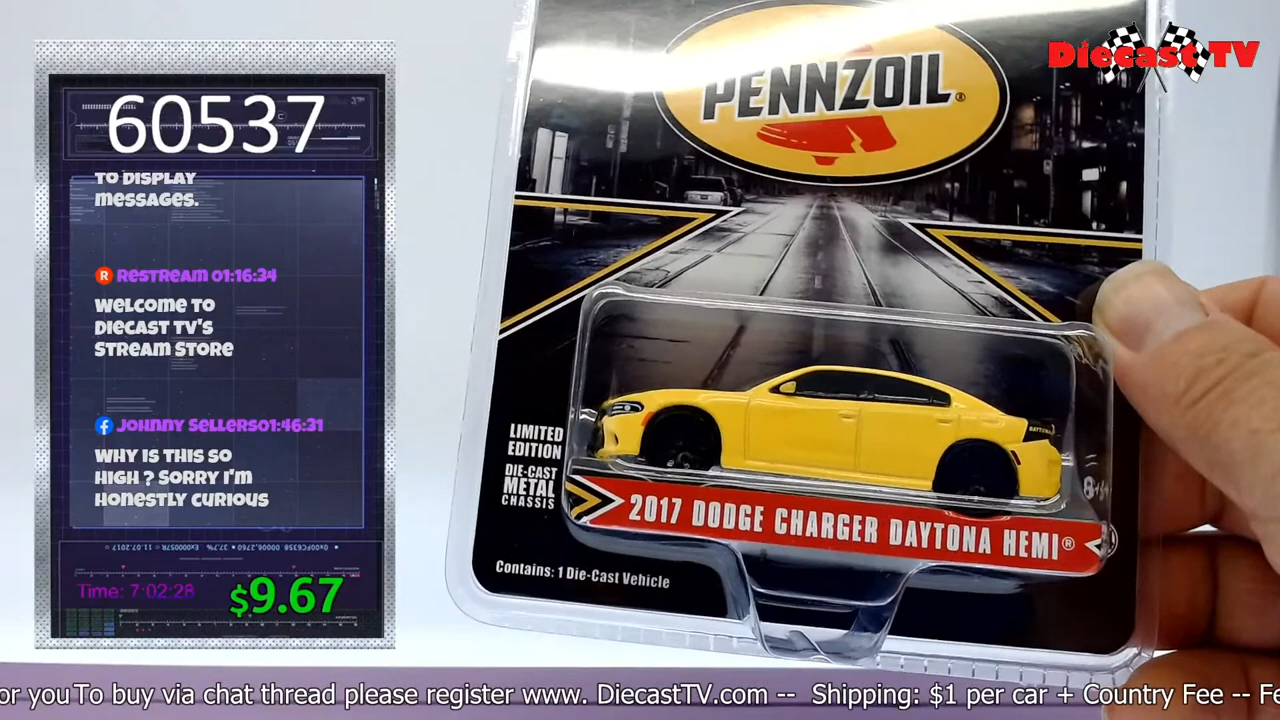 60537
TO DISPLAY
MESSAGES.
R RESTREAM 01:16:34
WELCOME TO
DIECAST TV'S
STREAM STORE
JOHNNY SELLERS01:46:31
WHY IS THIS SO
HIGH ? SORRY I'M
HONESTLY CURIOUS
Time: 7:02:28
$9.67
Diecast TV
PENNZOIL®
LIMITED
EDITION
DIE-CAST
METAL
CHASSIS
DAYTONA
2017 DODGE CHARGER DAYTONA HEMI®
Contains: 1 Die-Cast Vehicle
or you To buy via chat thread please register www. DiecastTV.com -- Shipping: $1 per car + Country Fee -- Fe